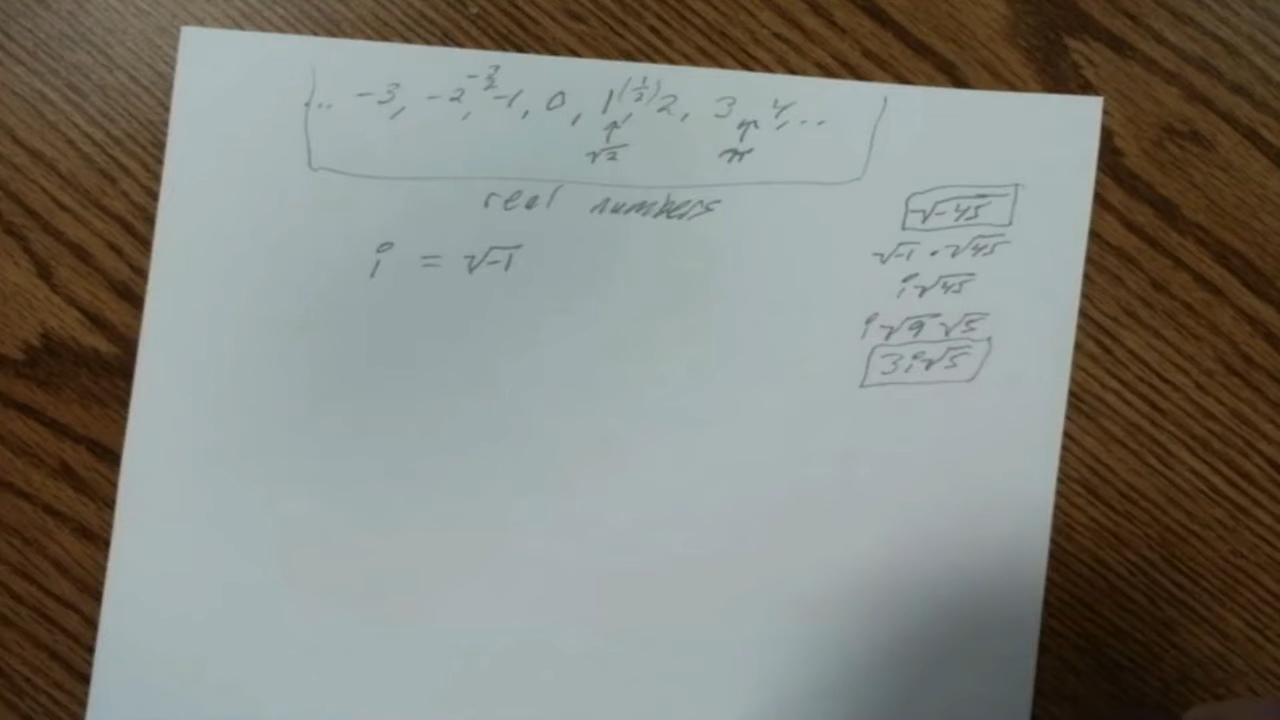 ... -3, -2, -3/2 -1, 0, 1, (1/2) 2, 3, 4, ...
↑ ↑
√2 π
real numbers
i = √-1
√-45
√-1 · √45
i√45
i√9 √5
3i√5